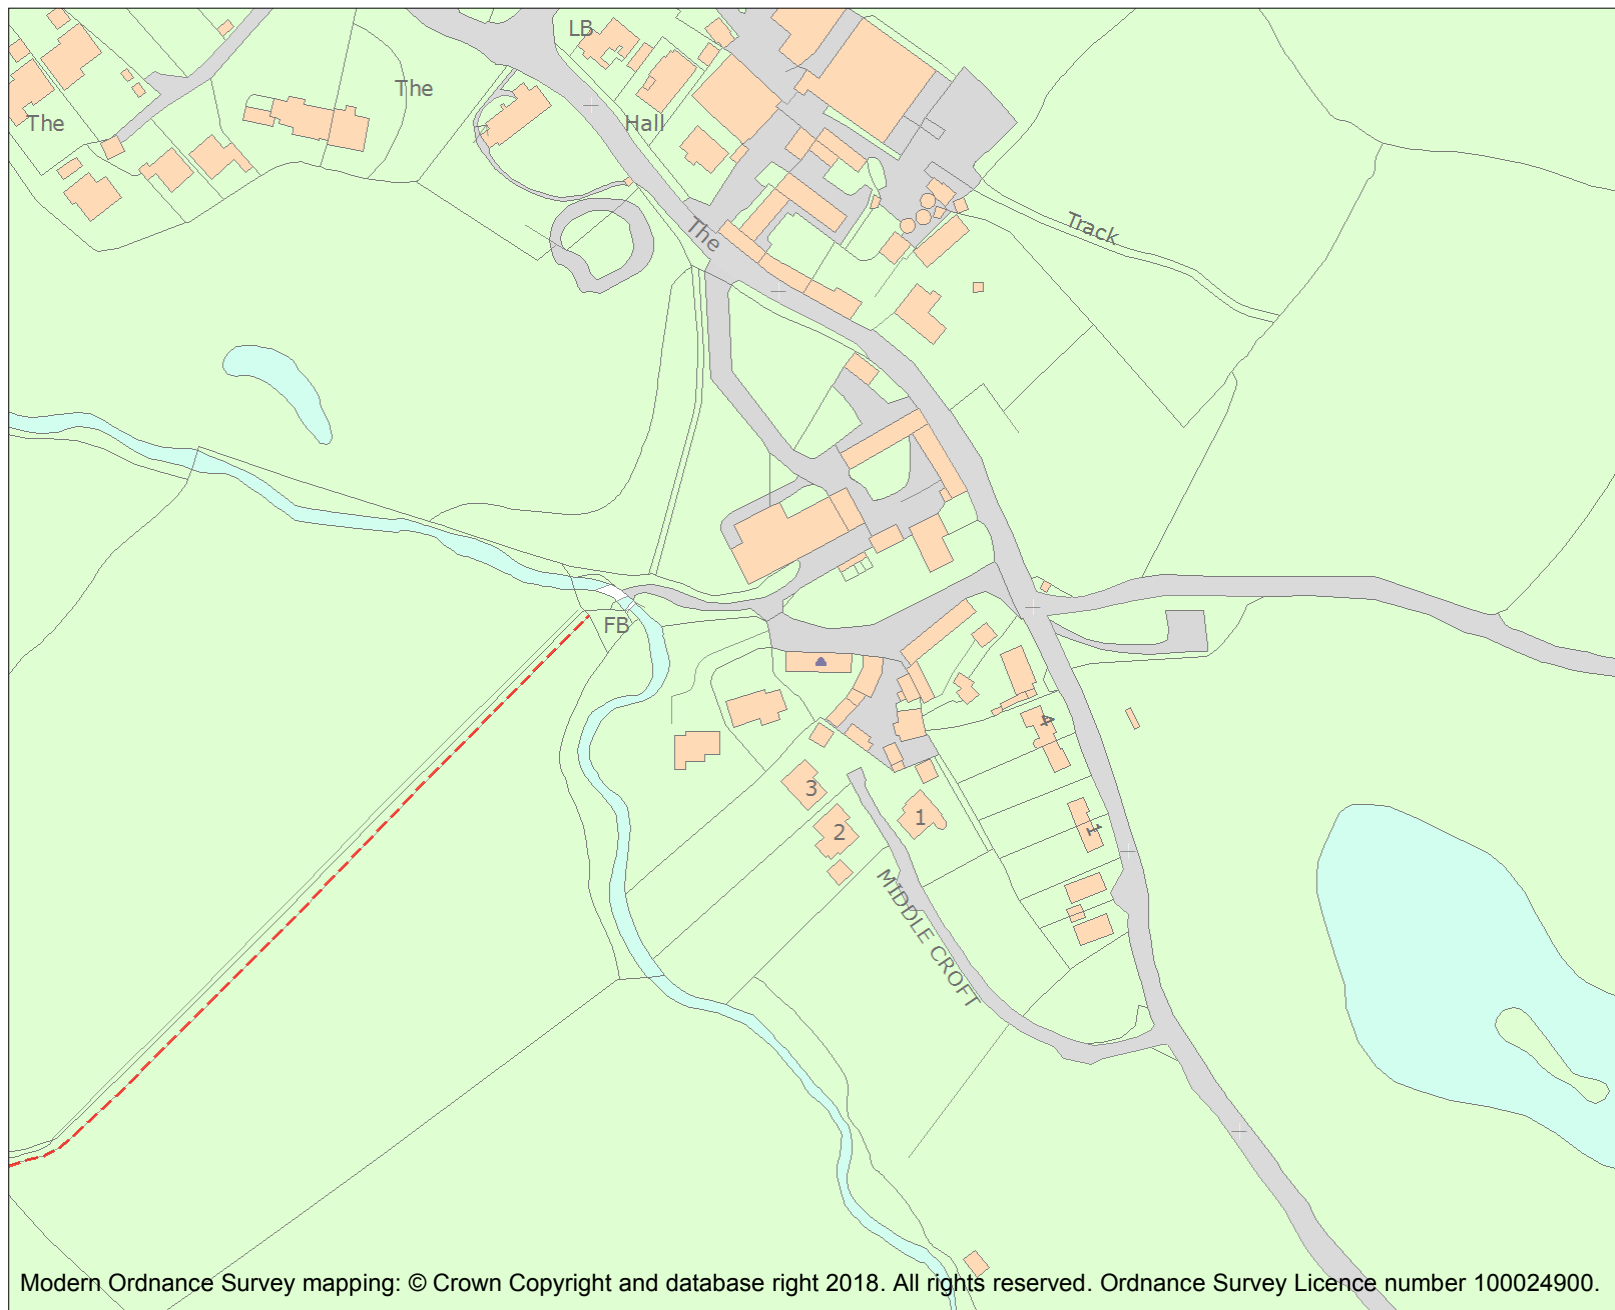 LB
The
The
Hall
Track
The
FB
4
3
1
2
1
MIDDLE CROFT
Modern Ordnance Survey mapping: © Crown Copyright and database right 2018. All rights reserved. Ordnance Survey Licence number 100024900.